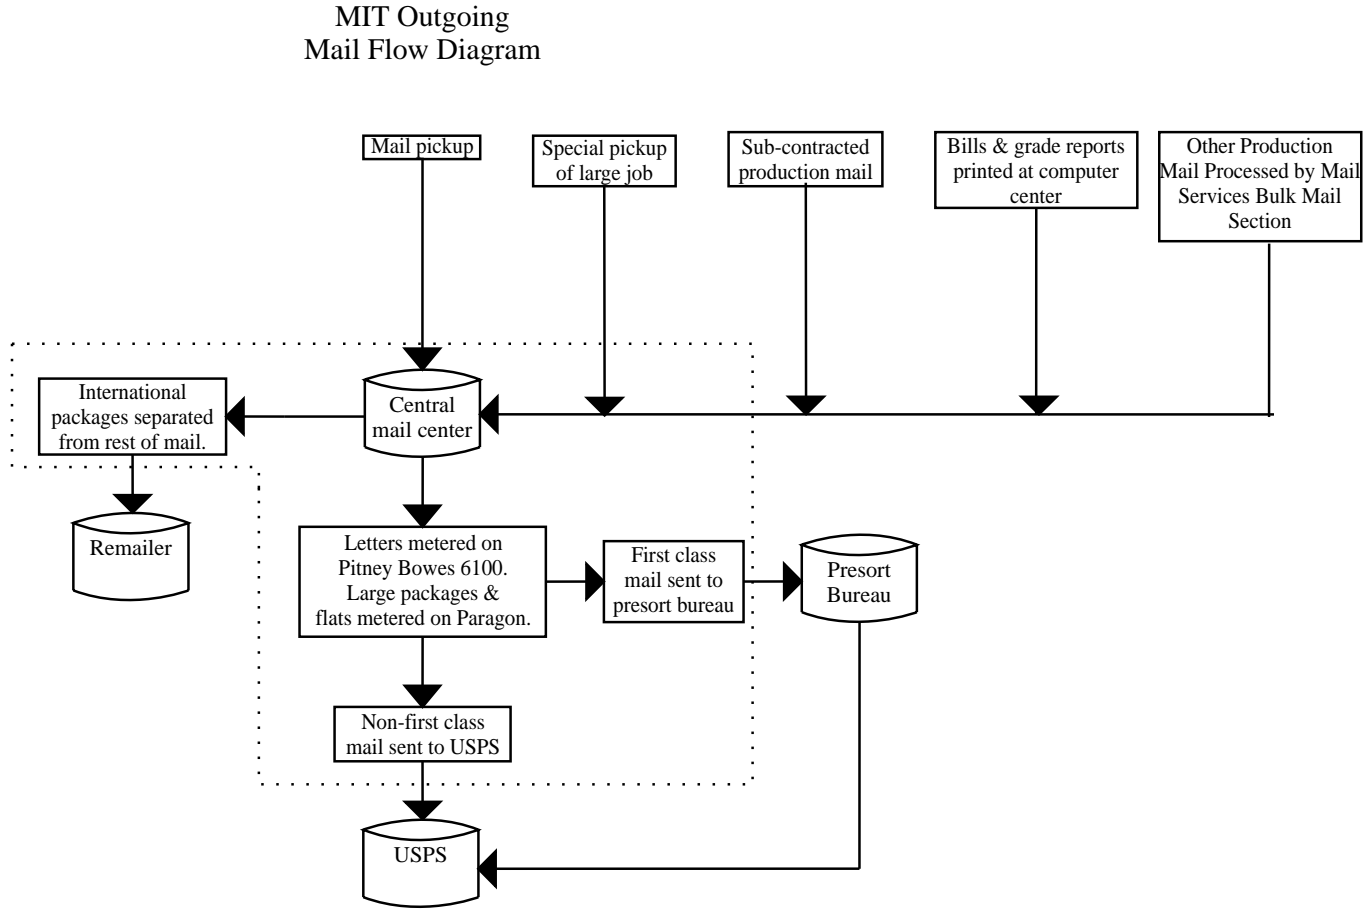 MIT Outgoing
Mail Flow Diagram
Mail pickup
Special pickup
of large job
Sub-contracted
production mail
Bills & grade reports
printed at computer
center
Other Production
Mail Processed by Mail
Services Bulk Mail
Section
International
packages separated
from rest of mail.
Central
mail center
Remailer
Letters metered on
Pitney Bowes 6100.
Large packages &
flats metered on Paragon.
First class
mail sent to
presort bureau
Presort
Bureau
Non-first class
mail sent to USPS
USPS